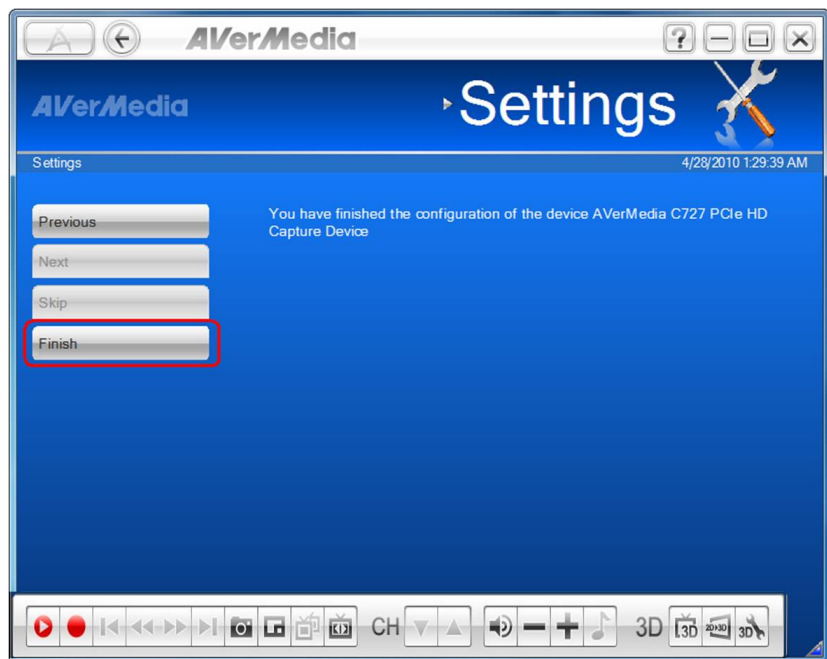 AVerMedia
?
AVerMedia
Settings
Settings
4/28/2010 1:29:39 AM
Previous
You have finished the configuration of the device AVerMedia C727 PCIe HD
Capture Device
Next
Skip
Finish
CH
3D
3D
2D>3D
3D